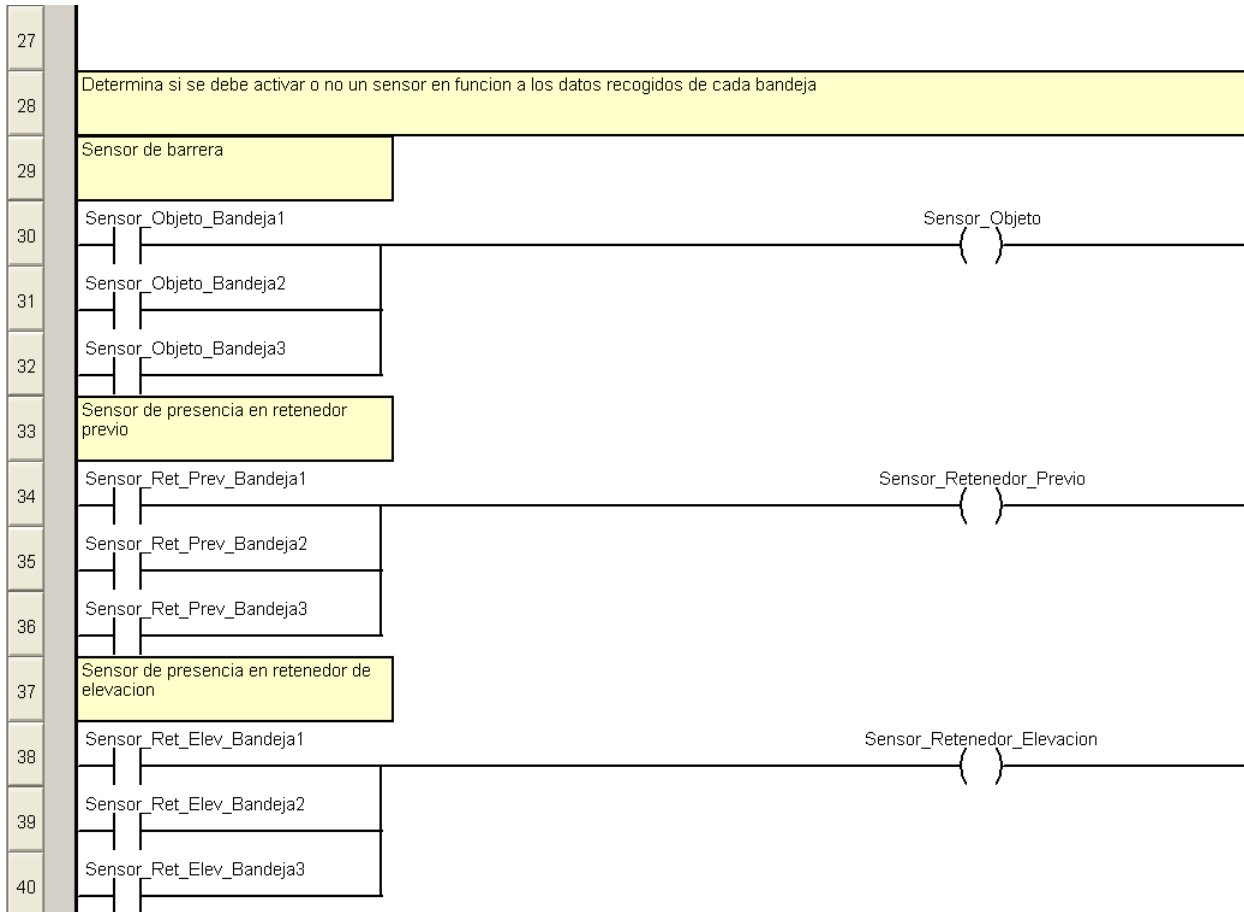 27
28
Determina si se debe activar o no un sensor en funcion a los datos recogidos de cada bandeja
29
Sensor de barrera
30
Sensor_Objeto_Bandeja1
Sensor_Objeto
31
Sensor_Objeto_Bandeja2
32
Sensor_Objeto_Bandeja3
33
Sensor de presencia en retenedor
previo
34
Sensor_Ret_Prev_Bandeja1
Sensor_Retenedor_Previo
35
Sensor_Ret_Prev_Bandeja2
36
Sensor_Ret_Prev_Bandeja3
37
Sensor de presencia en retenedor de
elevacion
38
Sensor_Ret_Elev_Bandeja1
Sensor_Retenedor_Elevacion
39
Sensor_Ret_Elev_Bandeja2
40
Sensor_Ret_Elev_Bandeja3